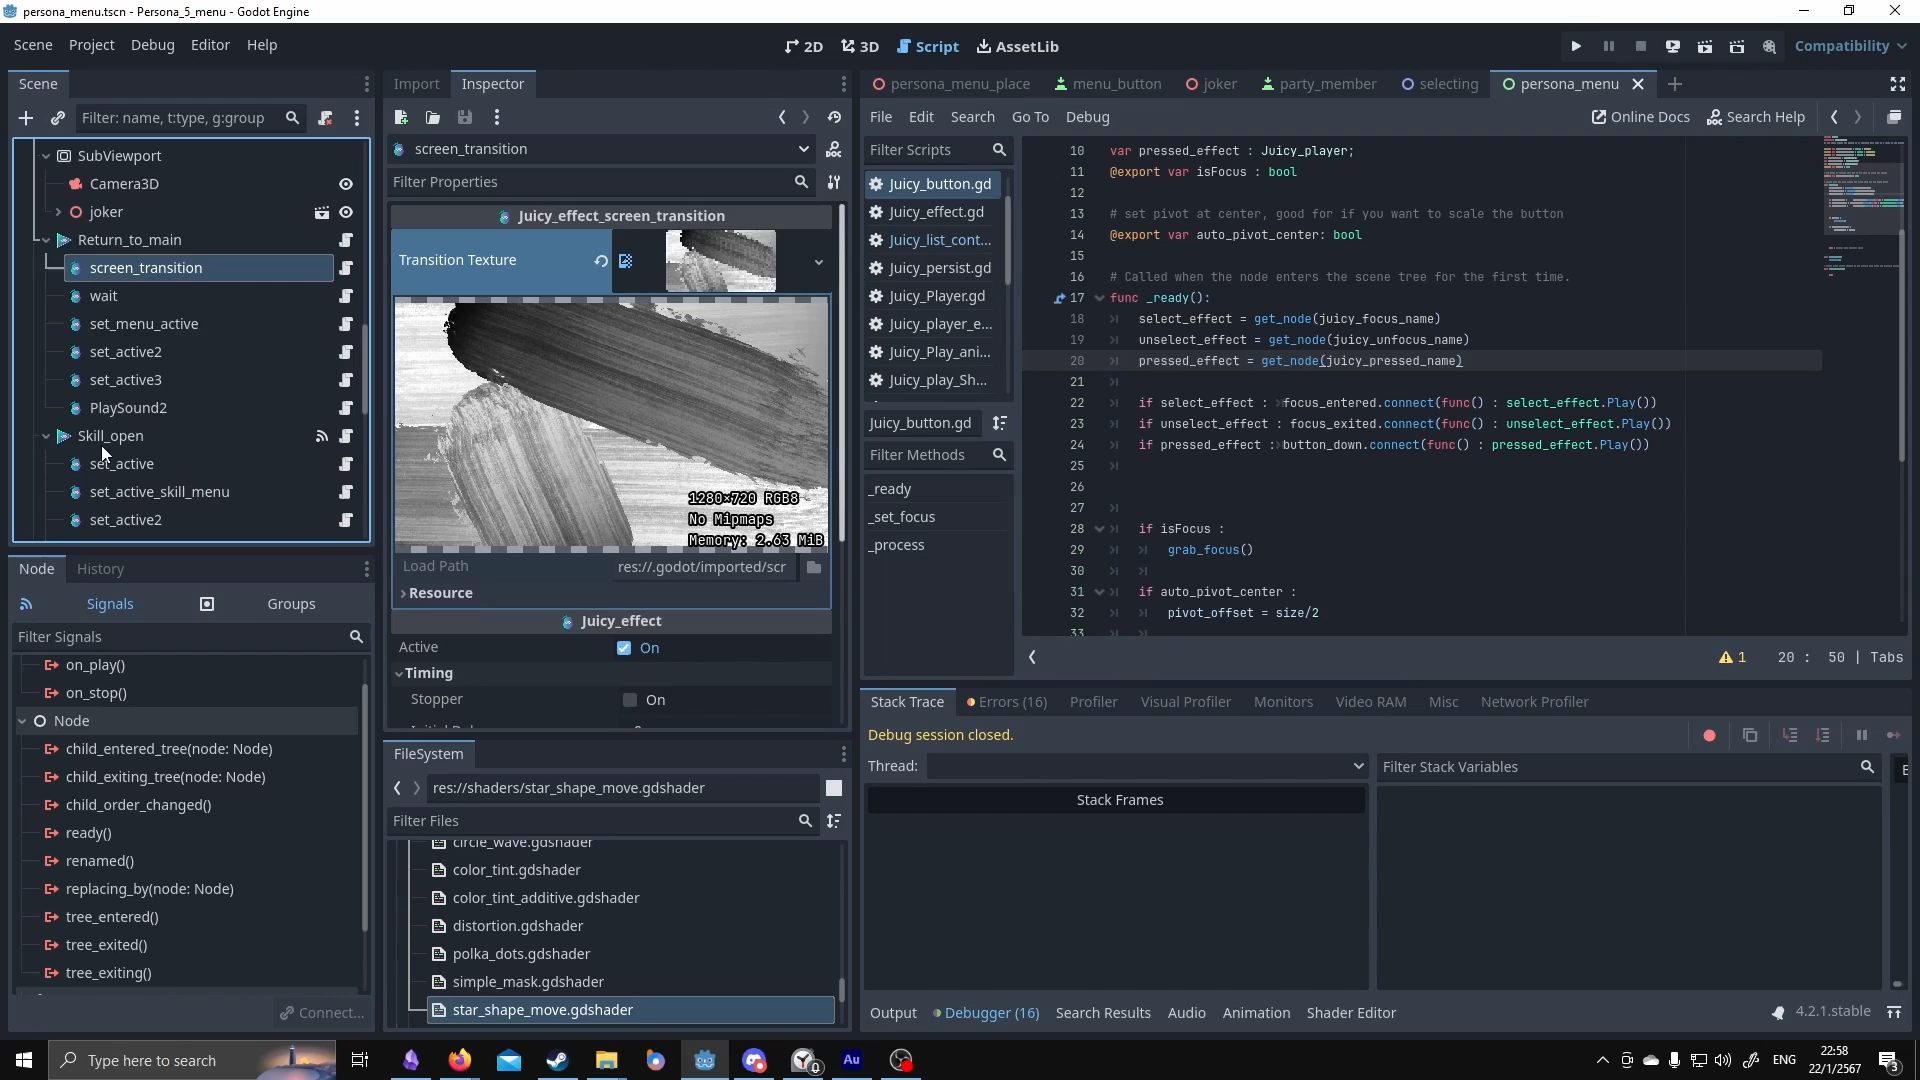 persona_menu.tscn - Persona_5_menu - Godot Engine
Scene Project Debug Editor Help
2D 3D Script AssetLib
Compatibility
Scene
Filter: name, t:type, g:group
SubViewport
Camera3D
joker
Return_to_main
screen_transition
wait
set_menu_active
set_active2
set_active3
PlaySound2
Skill_open
set_active
set_active_skill_menu
set_active2
Node History
Signals Groups
Filter Signals
on_play()
on_stop()
Node
child_entered_tree(node: Node)
child_exiting_tree(node: Node)
child_order_changed()
ready()
renamed()
replacing_by(node: Node)
tree_entered()
tree_exited()
tree_exiting()
Connect...
Import Inspector
screen_transition
Filter Properties
Juicy_effect_screen_transition
Transition Texture
1280×720 RGB8
No Mipmaps
Memory: 2.63 MiB
Load Path res://.godot/imported/scr
Resource
Juicy_effect
Active On
Timing
Stopper On
FileSystem
res://shaders/star_shape_move.gdshader
Filter Files
circle_wave.gdshader
color_tint.gdshader
color_tint_additive.gdshader
distortion.gdshader
polka_dots.gdshader
simple_mask.gdshader
star_shape_move.gdshader
persona_menu_place menu_button joker party_member selecting persona_menu
File Edit Search Go To Debug Online Docs Search Help
Filter Scripts
Juicy_button.gd
Juicy_effect.gd
Juicy_list_cont...
Juicy_persist.gd
Juicy_Player.gd
Juicy_player_e...
Juicy_Play_ani...
Juicy_play_Sh...
Juicy_button.gd
Filter Methods
_ready
_set_focus
_process
10 var pressed_effect : Juicy_player;
11 @export var isFocus : bool
12
13 # set pivot at center, good for if you want to scale the button
14 @export var auto_pivot_center: bool
15
16 # Called when the node enters the scene tree for the first time.
17 func _ready():
18 select_effect = get_node(juicy_focus_name)
19 unselect_effect = get_node(juicy_unfocus_name)
20 pressed_effect = get_node(juicy_pressed_name)
21
22 if select_effect : focus_entered.connect(func() : select_effect.Play())
23 if unselect_effect : focus_exited.connect(func() : unselect_effect.Play())
24 if pressed_effect : button_down.connect(func() : pressed_effect.Play())
25
26
27
28 if isFocus :
29 grab_focus()
30
31 if auto_pivot_center :
32 pivot_offset = size/2
33
1 20 : 50 | Tabs
Stack Trace Errors (16) Profiler Visual Profiler Monitors Video RAM Misc Network Profiler
Debug session closed.
Thread: Filter Stack Variables
Stack Frames
Output Debugger (16) Search Results Audio Animation Shader Editor 4.2.1.stable
Type here to search
Au
ENG
22:58
22/1/2567
3